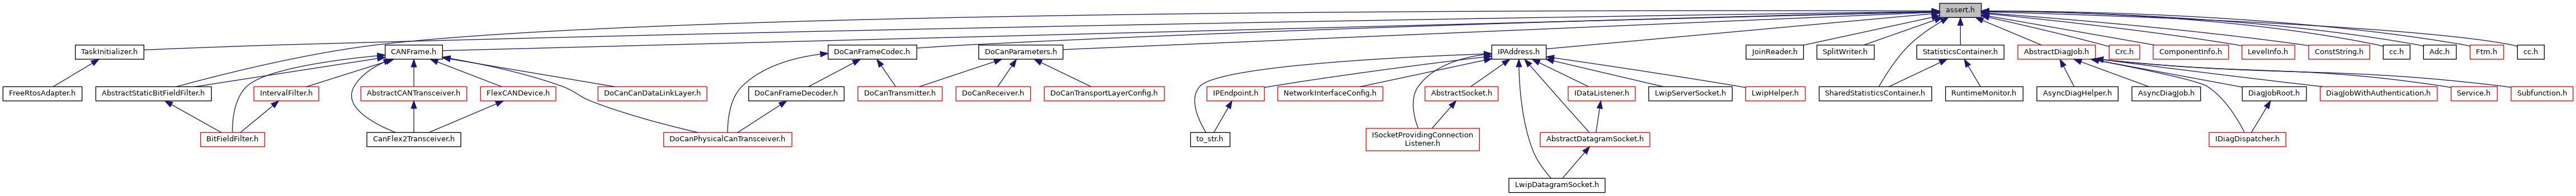 assert.h
TaskInitializer.h
CANFrame.h
DoCanFrameCodec.h
DoCanParameters.h
IPAddress.h
JoinReader.h
SplitWriter.h
StatisticsContainer.h
AbstractDiagJob.h
Crc.h
ComponentInfo.h
LevelInfo.h
ConstString.h
cc.h
Adc.h
Ftm.h
cc.h
FreeRtosAdapter.h
AbstractStaticBitFieldFilter.h
IntervalFilter.h
AbstractCANTransceiver.h
FlexCANDevice.h
DoCanCanDataLinkLayer.h
DoCanFrameDecoder.h
DoCanTransmitter.h
DoCanReceiver.h
DoCanTransportLayerConfig.h
IPEndpoint.h
NetworkInterfaceConfig.h
AbstractSocket.h
IDataListener.h
LwipServerSocket.h
LwipHelper.h
SharedStatisticsContainer.h
RuntimeMonitor.h
AsyncDiagHelper.h
AsyncDiagJob.h
DiagJobRoot.h
DiagJobWithAuthentication.h
Service.h
Subfunction.h
BitFieldFilter.h
CanFlex2Transceiver.h
DoCanPhysicalCanTransceiver.h
to_str.h
ISocketProvidingConnection
Listener.h
AbstractDatagramSocket.h
IDiagDispatcher.h
LwipDatagramSocket.h